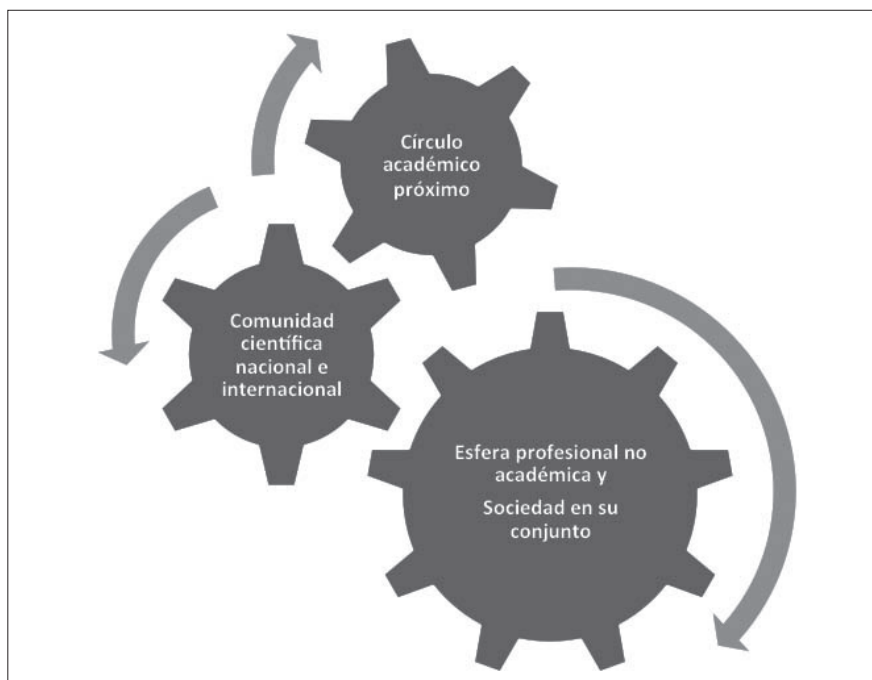 Círculo
académico
próximo
Comunidad
científica
nacional e
internacional
Esfera profesional no
académica y
Sociedad en su
conjunto